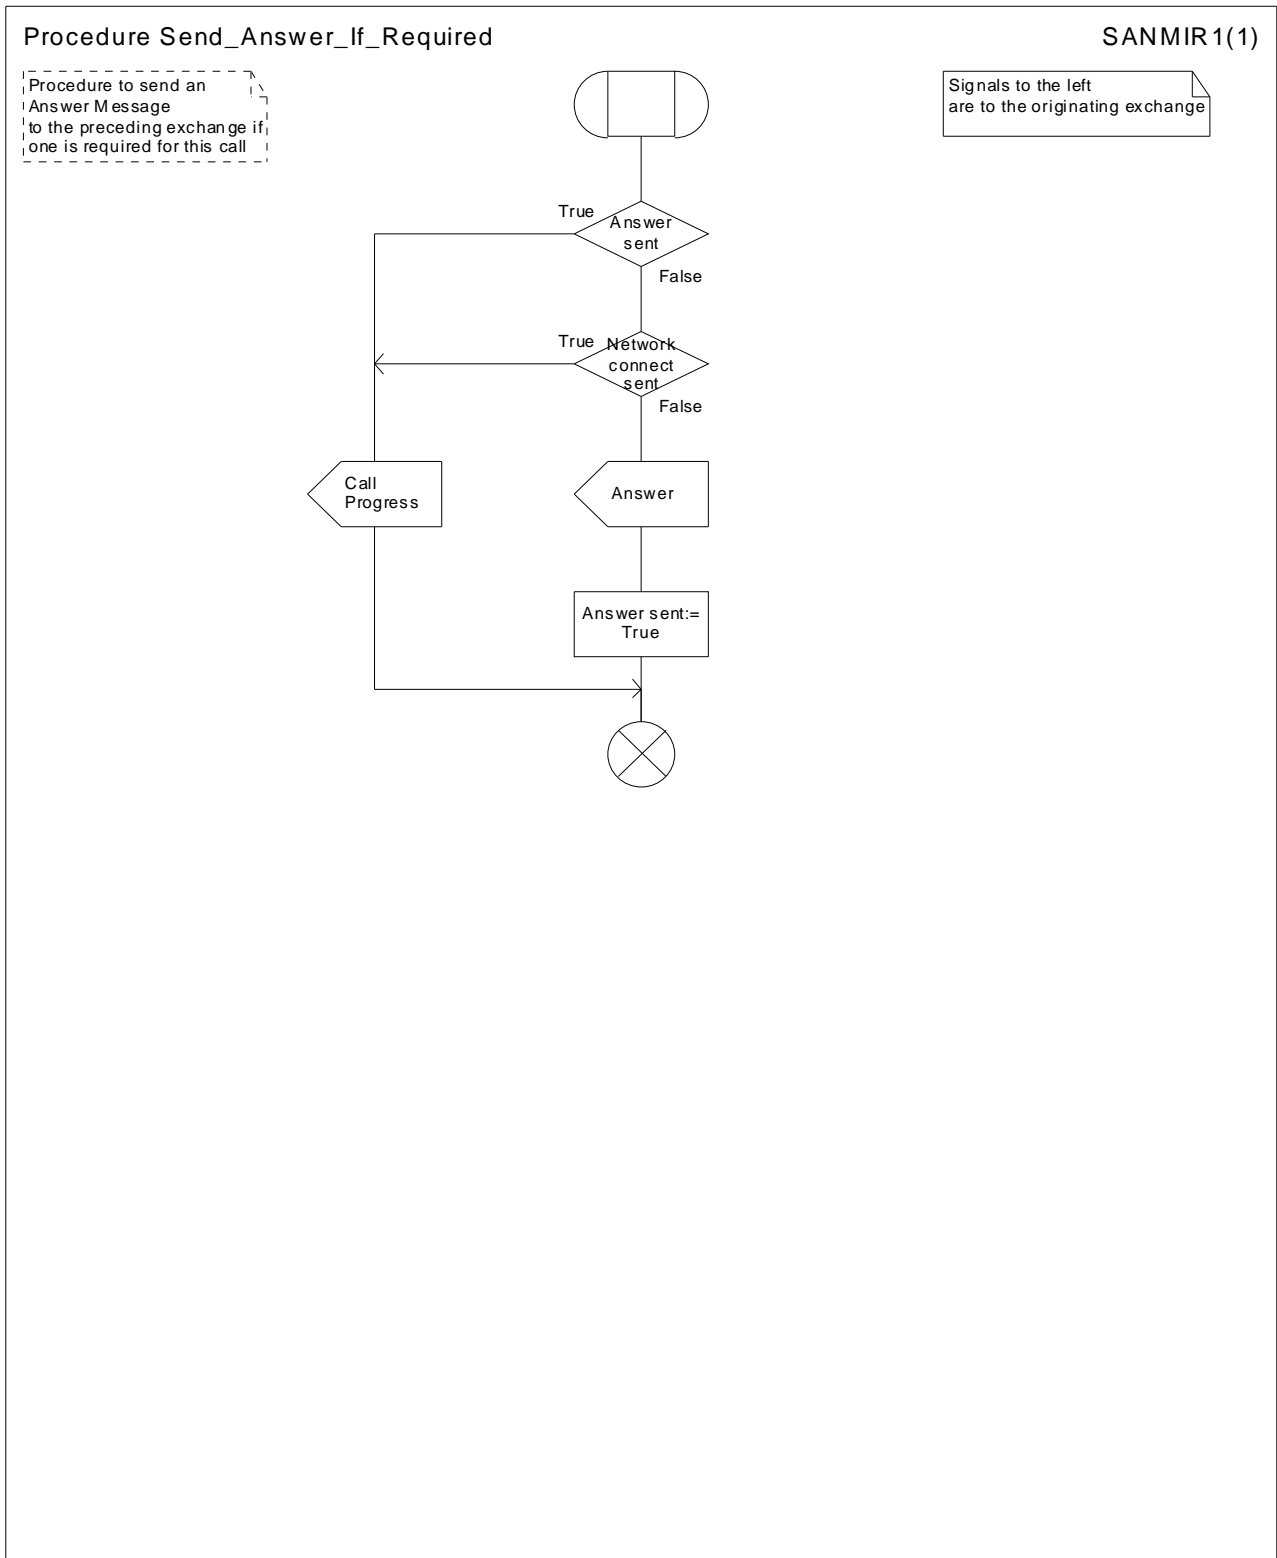 Procedure Send_Answer_If_Required
SANMIR1(1)
Procedure to send an
Answer Message
to the preceding exchange if
one is required for this call
Signals to the left
are to the originating exchange
True
Answer
sent
False
True
Network
connect
sent
False
Call
Progress
Answer
Answer sent:=
True